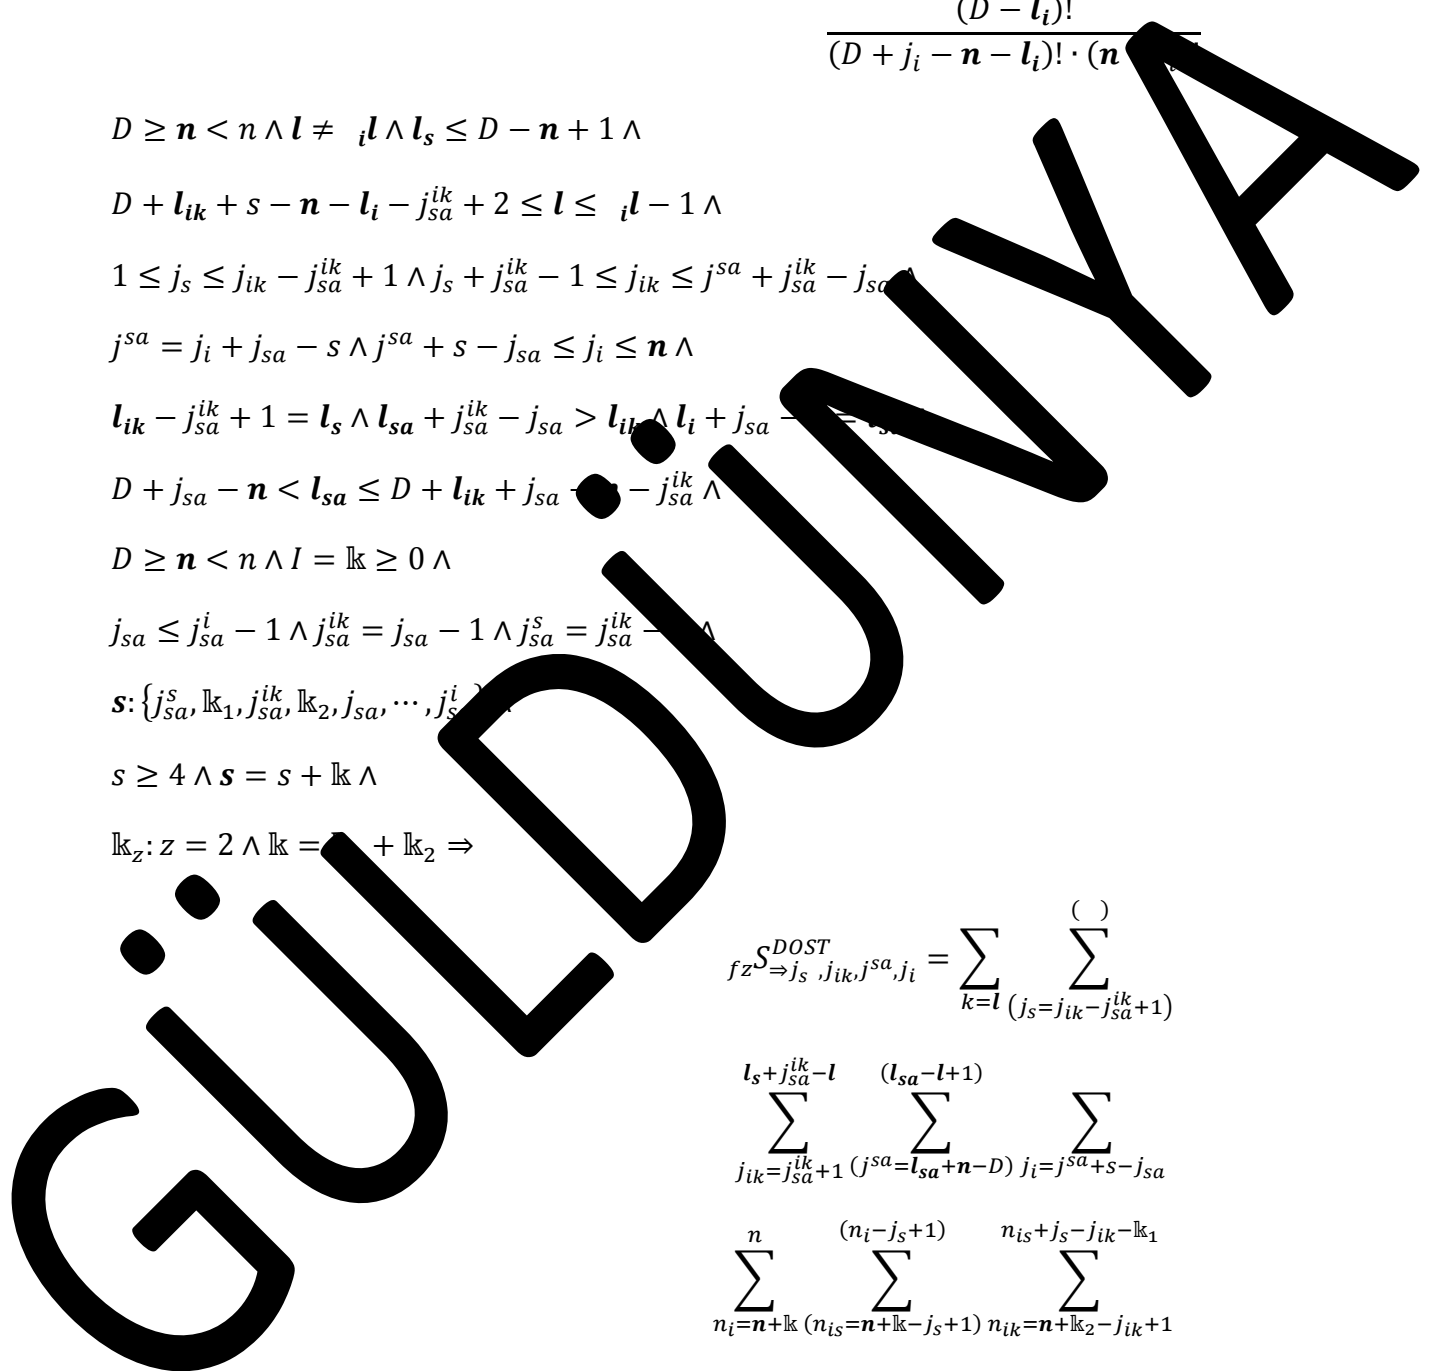 (D − l_i)!
(D + j_i − n − l_i)! · (n
D ≥ n < n ∧ l ≠ _il ∧ l_s ≤ D − n + 1 ∧
D + l_ik + s − n − l_i − j_sa^ik + 2 ≤ l ≤ _il − 1 ∧
1 ≤ j_s ≤ j_ik − j_sa^ik + 1 ∧ j_s + j_sa^ik − 1 ≤ j_ik ≤ j^sa + j_sa^ik − j_sa ∧
j^sa = j_i + j_sa − s ∧ j^sa + s − j_sa ≤ j_i ≤ n ∧
l_ik − j_sa^ik + 1 = l_s ∧ l_sa + j_sa^ik − j_sa > l_ik ∧ l_i + j_sa −
D + j_sa − n < l_sa ≤ D + l_ik + j_sa − − j_sa^ik ∧
D ≥ n < n ∧ I = 𝕜 ≥ 0 ∧
j_sa ≤ j_sa^i − 1 ∧ j_sa^ik = j_sa − 1 ∧ j_sa^s = j_sa^ik − ∧
s: {j_sa^s, 𝕜_1, j_sa^ik, 𝕜_2, j_sa, ⋯ , j_s^i
s ≥ 4 ∧ s = s + 𝕜 ∧
𝕜_z: z = 2 ∧ 𝕜 = + 𝕜_2 ⇒
( )
_fzS^DOST_⇒j_s ,j_ik,j^sa,j_i = ∑ ∑
k=l (j_s=j_ik−j_sa^ik+1)
l_s+j_sa^ik−l (l_sa−l+1)
∑ ∑ ∑
j_ik=j_sa^ik+1 (j^sa=l_sa+n−D) j_i=j^sa+s−j_sa
n (n_i−j_s+1) n_is+j_s−j_ik−𝕜_1
∑ ∑ ∑
n_i=n+𝕜 (n_is=n+𝕜−j_s+1) n_ik=n+𝕜_2−j_ik+1
GÜLDÜNYA